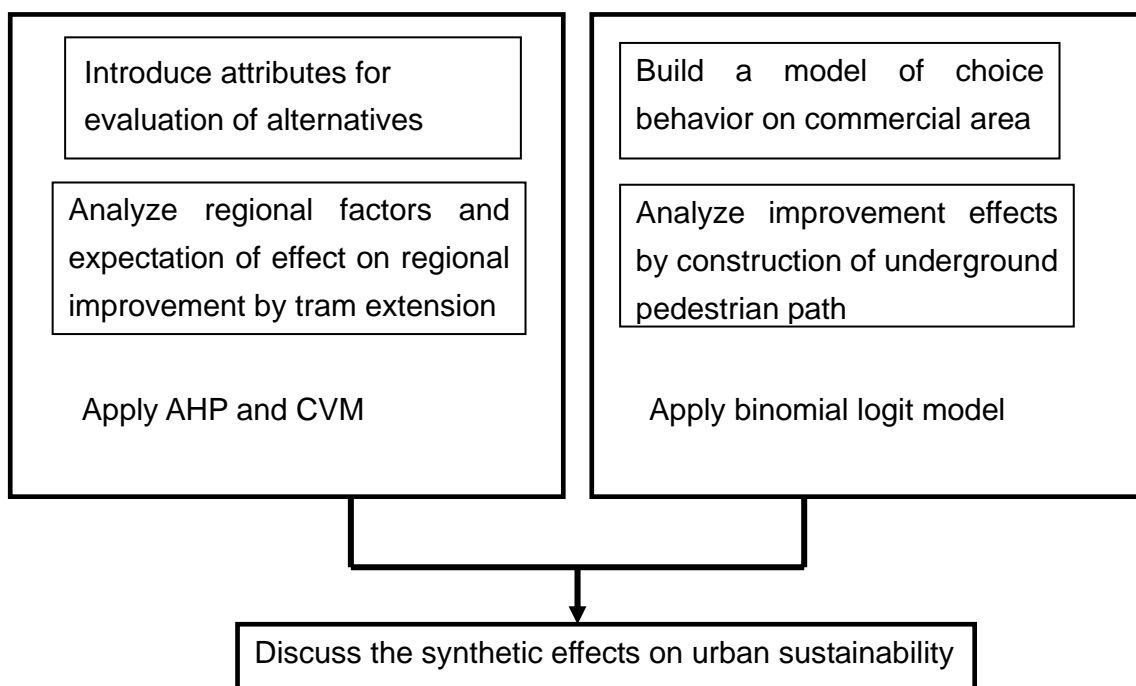 Introduce attributes for
evaluation of alternatives
Analyze regional factors and
expectation of effect on regional
improvement by tram extension
Apply AHP and CVM
Build a model of choice
behavior on commercial area
Analyze improvement effects
by construction of underground
pedestrian path
Apply binomial logit model
Discuss the synthetic effects on urban sustainability